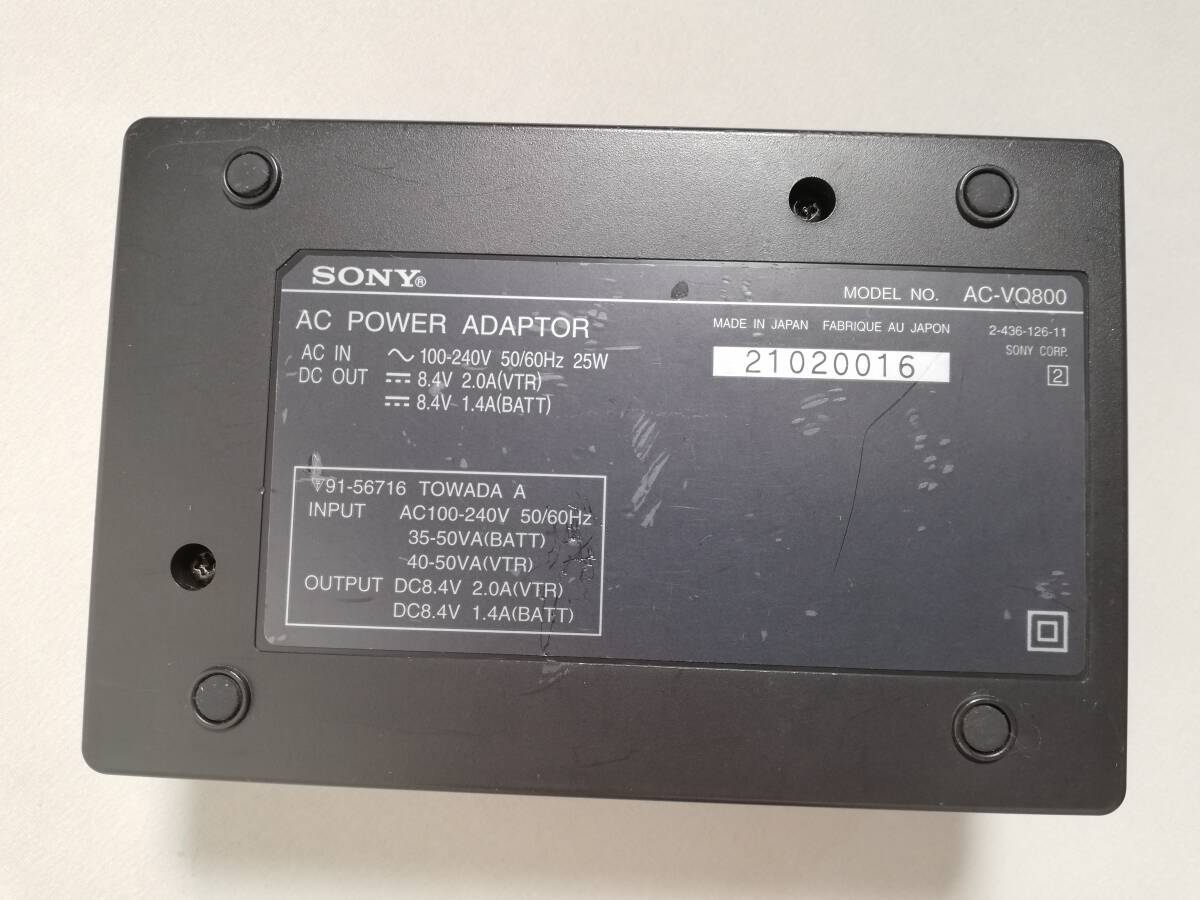 SONY®
MODEL NO. AC-VQ800
AC POWER ADAPTOR
AC IN ∿ 100-240V 50/60Hz 25W
DC OUT ⎓ 8.4V 2.0A(VTR)
⎓ 8.4V 1.4A(BATT)
MADE IN JAPAN FABRIQUE AU JAPON
2-436-126-11
21020016
SONY CORP.
2
91-56716 TOWADA A
INPUT AC100-240V 50/60Hz
35-50VA(BATT)
40-50VA(VTR)
OUTPUT DC8.4V 2.0A(VTR)
DC8.4V 1.4A(BATT)